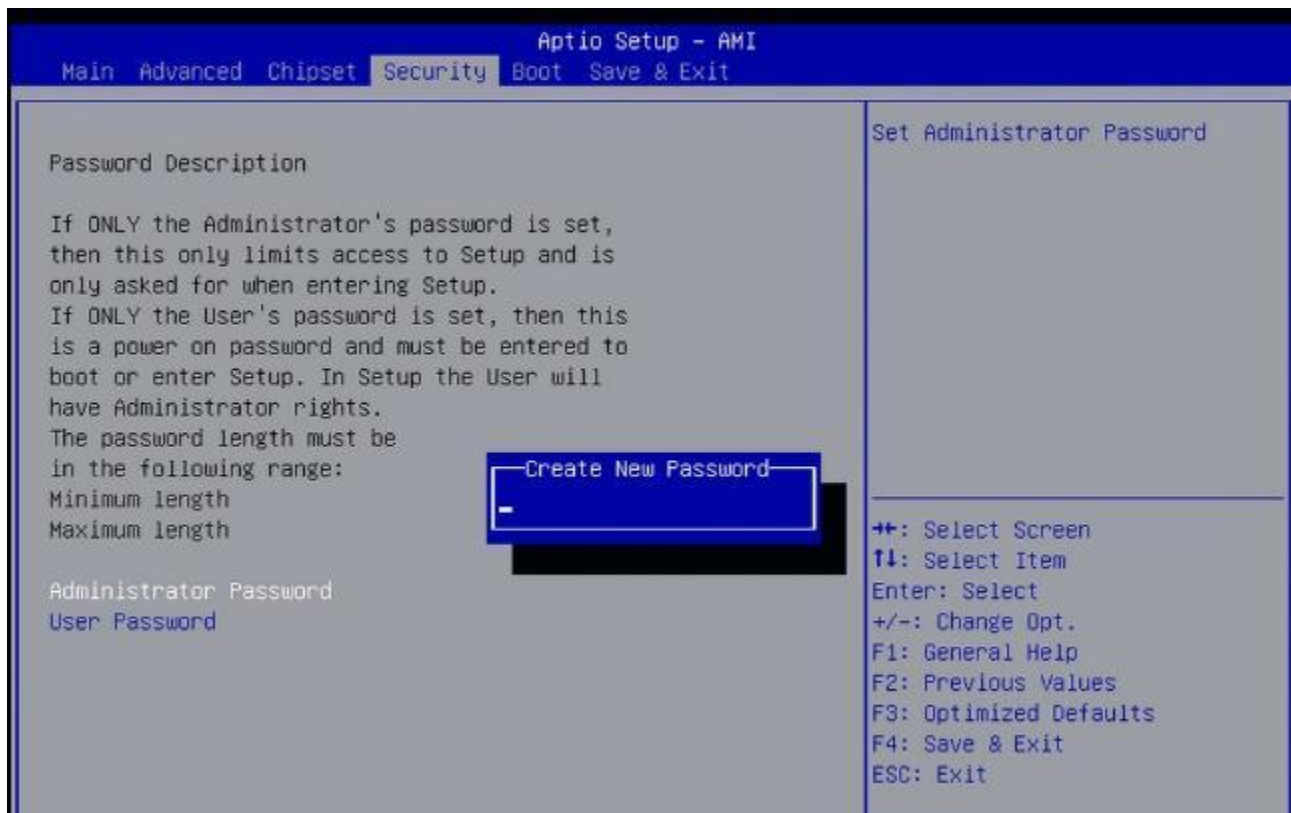 Aptio Setup – AMI
Main Advanced Chipset Security Boot Save & Exit
Password Description
If ONLY the Administrator's password is set,
then this only limits access to Setup and is
only asked for when entering Setup.
If ONLY the User's password is set, then this
is a power on password and must be entered to
boot or enter Setup. In Setup the User will
have Administrator rights.
The password length must be
in the following range:
Minimum length
Maximum length
Administrator Password
User Password
Create New Password
Set Administrator Password
→←: Select Screen
↑↓: Select Item
Enter: Select
+/-: Change Opt.
F1: General Help
F2: Previous Values
F3: Optimized Defaults
F4: Save & Exit
ESC: Exit